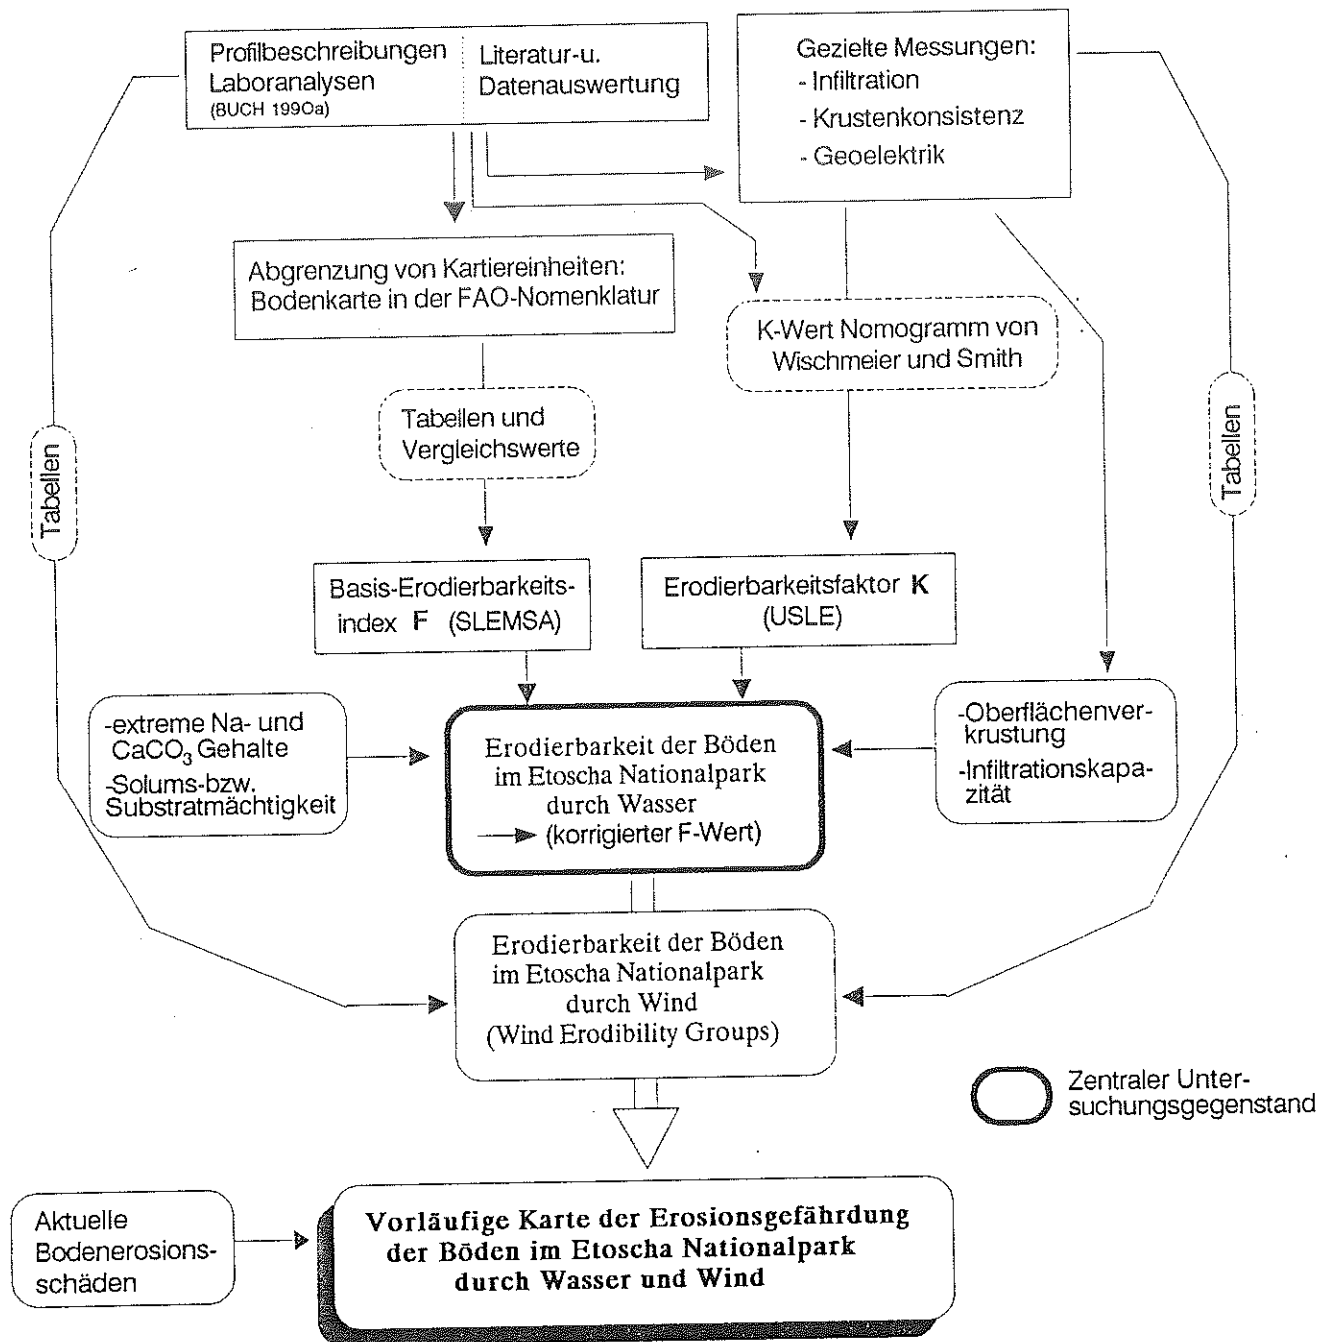 Profilbeschreibungen
Laboranalysen
(BUCH 1990a)
Literatur-u.
Datenauswertung
Gezielte Messungen:
- Infiltration
- Krustenkonsistenz
- Geoelektrik
Abgrenzung von Kartiereinheiten:
Bodenkarte in der FAO-Nomenklatur
K-Wert Nomogramm von
Wischmeier und Smith
Tabellen und
Vergleichswerte
Tabellen
Tabellen
Basis-Erodierbarkeits-
index F (SLEMSA)
Erodierbarkeitsfaktor K
(USLE)
-extreme Na- und
CaCO₃ Gehalte
-Solums-bzw.
Substratmächtigkeit
Erodierbarkeit der Böden
im Etoscha Nationalpark
durch Wasser
(korrigierter F-Wert)
-Oberflächenver-
krustung
-Infiltrationskapa-
zität
Erodierbarkeit der Böden
im Etoscha Nationalpark
durch Wind
(Wind Erodibility Groups)
Zentraler Unter-
suchungsgegenstand
Aktuelle
Bodenerosions-
schäden
Vorläufige Karte der Erosionsgefährdung
der Böden im Etoscha Nationalpark
durch Wasser und Wind